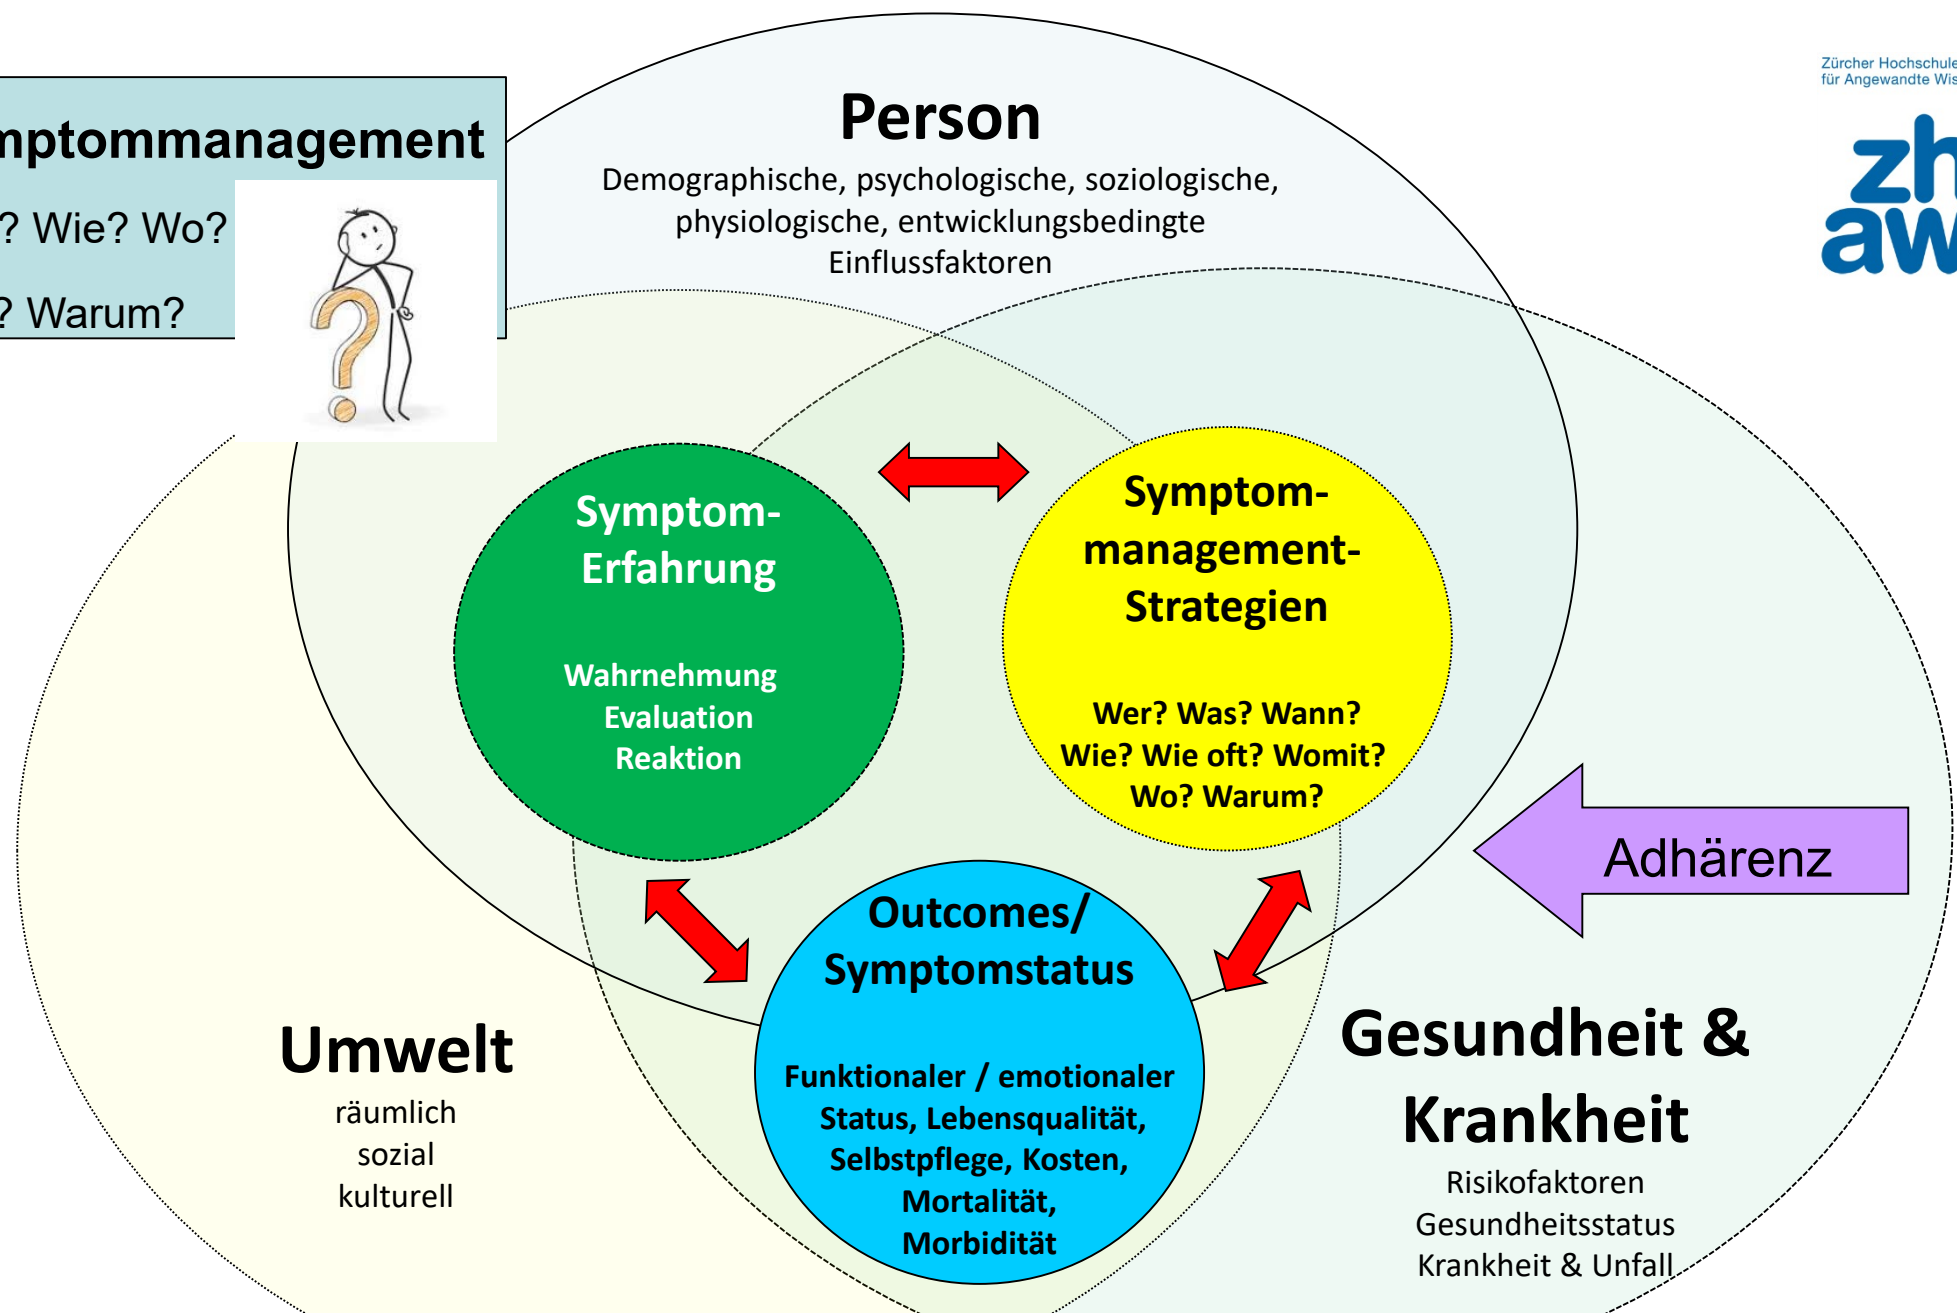 Person
Demographische, psychologische, soziologische,
physiologische, entwicklungsbedingte
Einflussfaktoren
mptommanagement
? Wie? Wo?
? Warum?
Zürcher Hochschule
für Angewandte Wis
zh
aw
Symptom-
Erfahrung
Wahrnehmung
Evaluation
Reaktion
Symptom-
management-
Strategien
Wer? Was? Wann?
Wie? Wie oft? Womit?
Wo? Warum?
Adhärenz
Outcomes/
Symptomstatus
Funktionaler / emotionaler
Status, Lebensqualität,
Selbstpflege, Kosten,
Mortalität,
Morbidität
Umwelt
räumlich
sozial
kulturell
Gesundheit &
Krankheit
Risikofaktoren
Gesundheitsstatus
Krankheit & Unfall